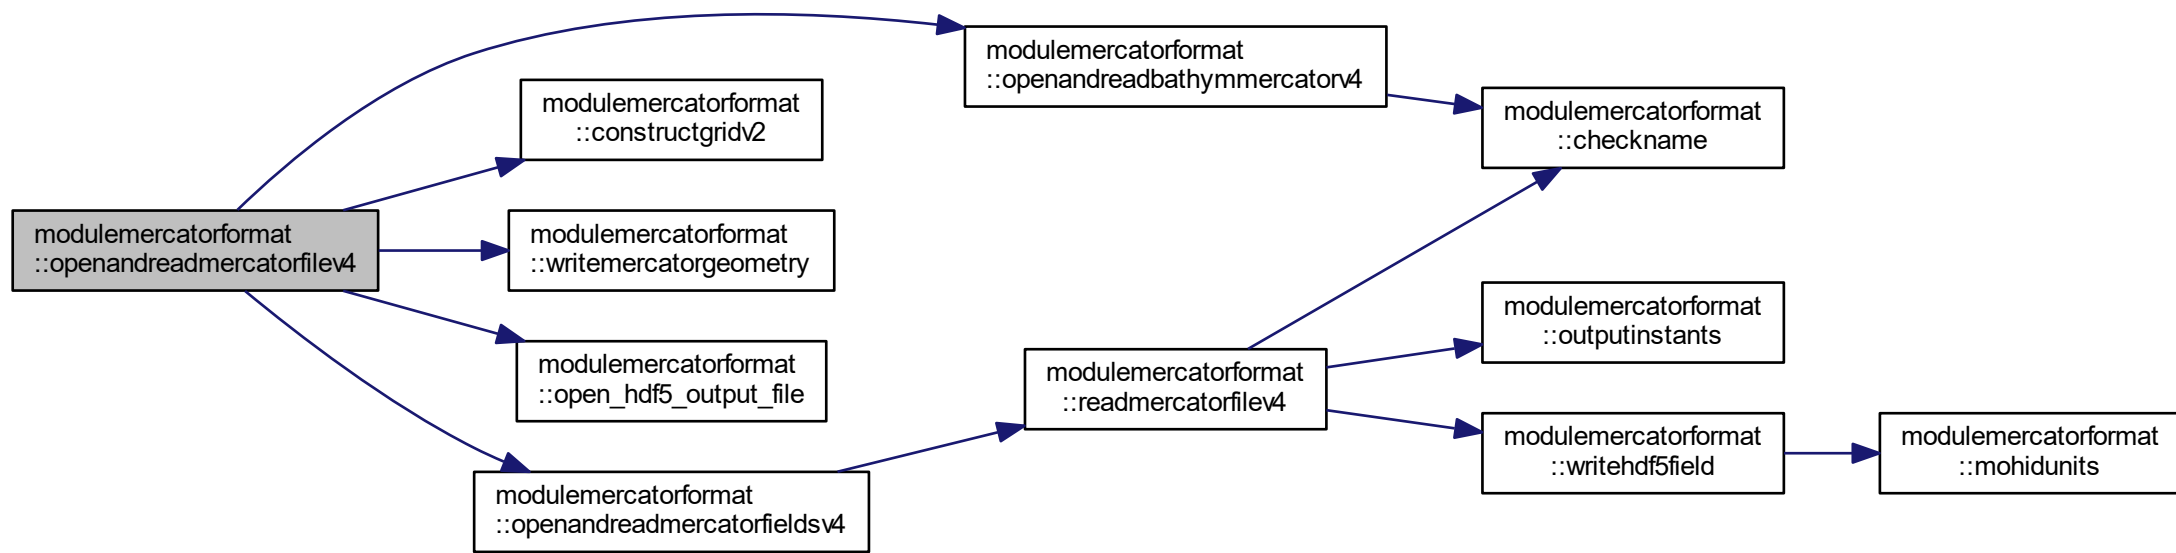 modulemercatorformat
::openandreadmercatorfilev4
modulemercatorformat
::openandreadbathymmercatorv4
modulemercatorformat
::constructgridv2
modulemercatorformat
::writemercatorgeometry
modulemercatorformat
::open_hdf5_output_file
modulemercatorformat
::openandreadmercatorfieldsv4
modulemercatorformat
::readmercatorfilev4
modulemercatorformat
::checkname
modulemercatorformat
::outputinstants
modulemercatorformat
::writehdf5field
modulemercatorformat
::mohidunits